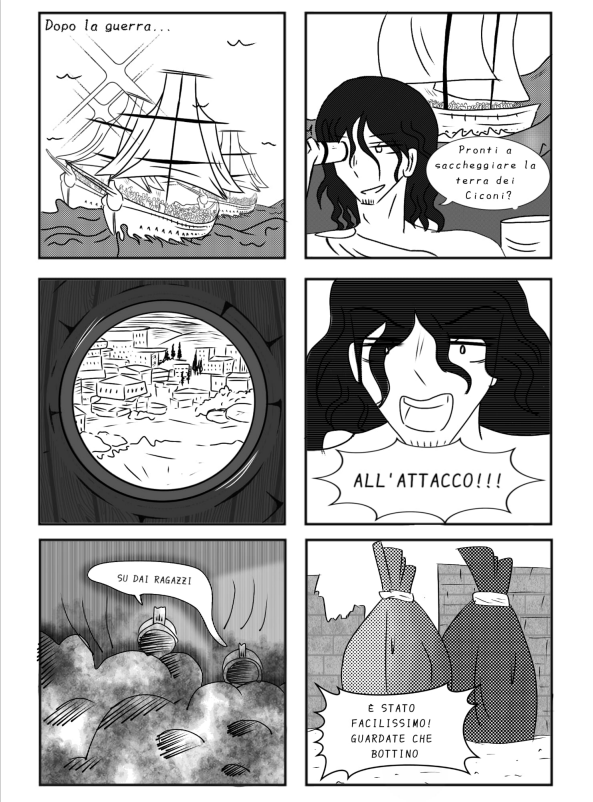 Dopo la guerra...
Pronti a
saccheggiare la
terra dei
Ciconi?
ALL'ATTACCO!!!
SU DAI RAGAZZI
È STATO
FACILISSIMO!
GUARDATE CHE
BOTTINO